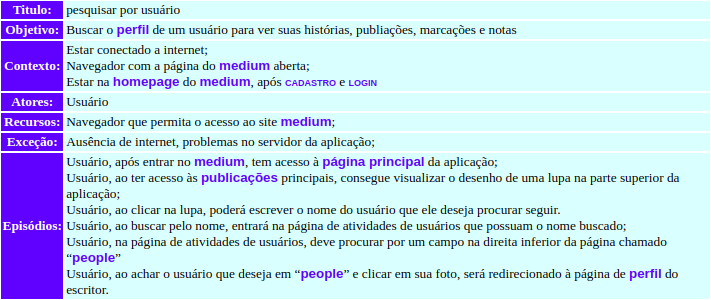 Titulo: pesquisar por usuário
Objetivo: Buscar o perfil de um usuário para ver suas histórias, publiações, marcações e notas
Contexto: Estar conectado a internet;
Navegador com a página do medium aberta;
Estar na homepage do medium, após CADASTRO e LOGIN
Atores: Usuário
Recursos: Navegador que permita o acesso ao site medium;
Exceção: Ausência de internet, problemas no servidor da aplicação;
Episódios: Usuário, após entrar no medium, tem acesso à página principal da aplicação;
Usuário, ao ter acesso às publicações principais, consegue visualizar o desenho de uma lupa na parte superior da
aplicação;
Usuário, ao clicar na lupa, poderá escrever o nome do usuário que ele deseja procurar seguir.
Usuário, ao buscar pelo nome, entrará na página de atividades de usuários que possuam o nome buscado;
Usuário, na página de atividades de usuários, deve procurar por um campo na direita inferior da página chamado
“people”
Usuário, ao achar o usuário que deseja em “people” e clicar em sua foto, será redirecionado à página de perfil do
escritor.